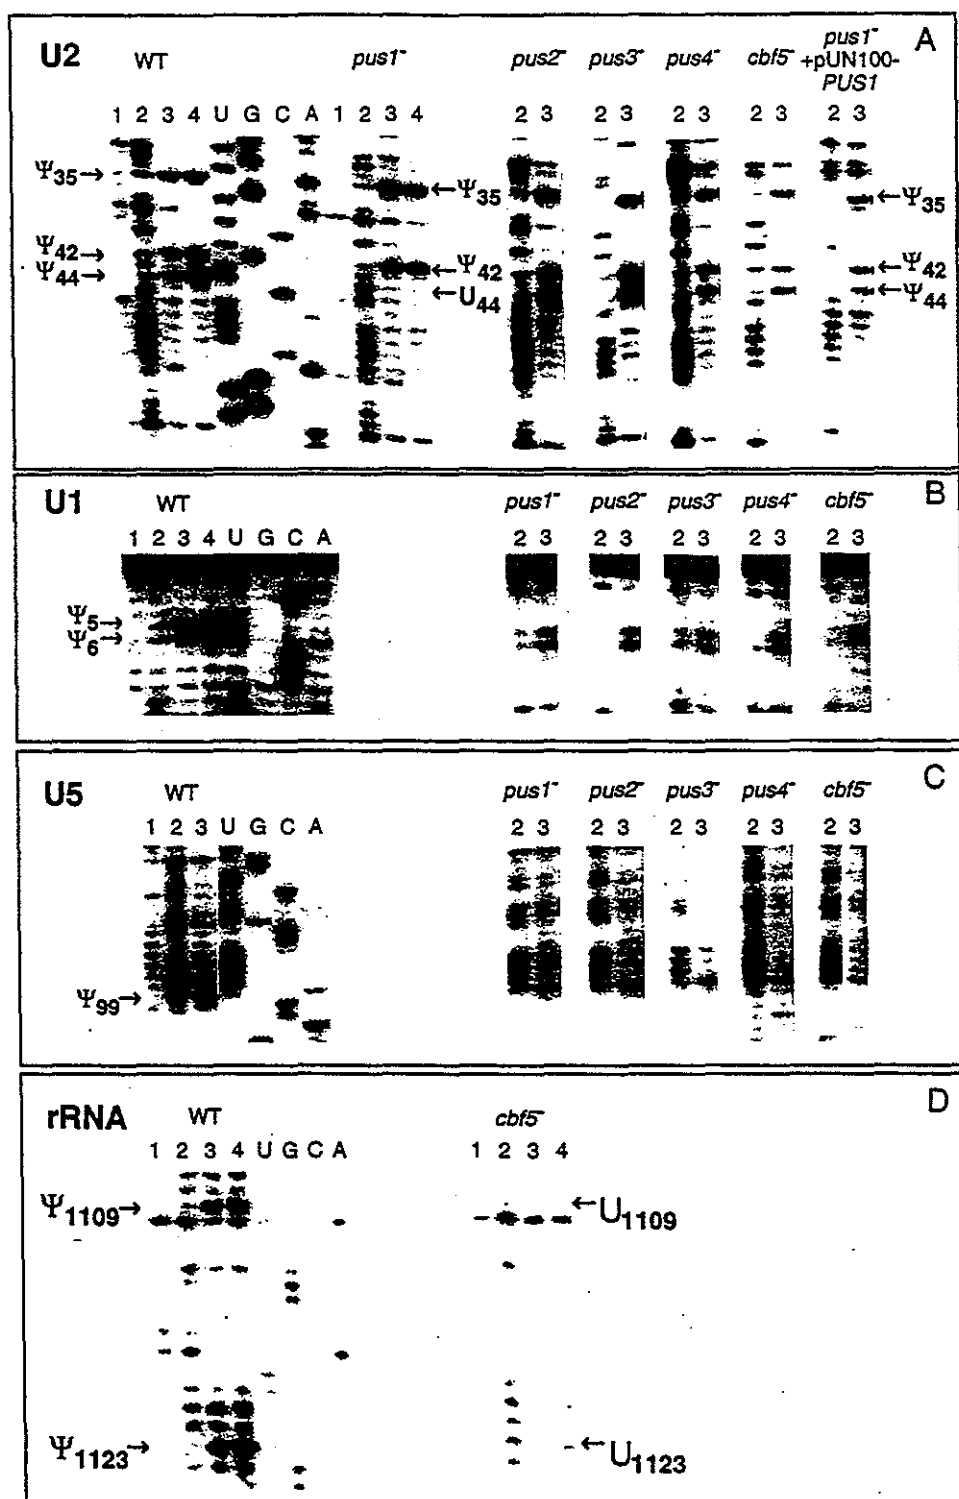 U2 WT pus1⁻ pus2⁻ pus3⁻ pus4⁻ cbf5⁻ pus1⁻ +pUN100-PUS1 A
1 2 3 4 U G C A 1 2 3 4 2 3 2 3 2 3 2 3 2 3
Ψ35→ ←Ψ35 ←Ψ35
Ψ42→ ←Ψ42 ←Ψ42
Ψ44→ ←U44 ←Ψ44
U1 WT pus1⁻ pus2⁻ pus3⁻ pus4⁻ cbf5⁻ B
1 2 3 4 U G C A 2 3 2 3 2 3 2 3 2 3
Ψ5→
Ψ6→
U5 WT pus1⁻ pus2⁻ pus3⁻ pus4⁻ cbf5⁻ C
1 2 3 U G C A 2 3 2 3 2 3 2 3 2 3
Ψ99→
rRNA WT cbf5⁻ D
1 2 3 4 U G C A 1 2 3 4
Ψ1109→ ←U1109
Ψ1123→ ←U1123